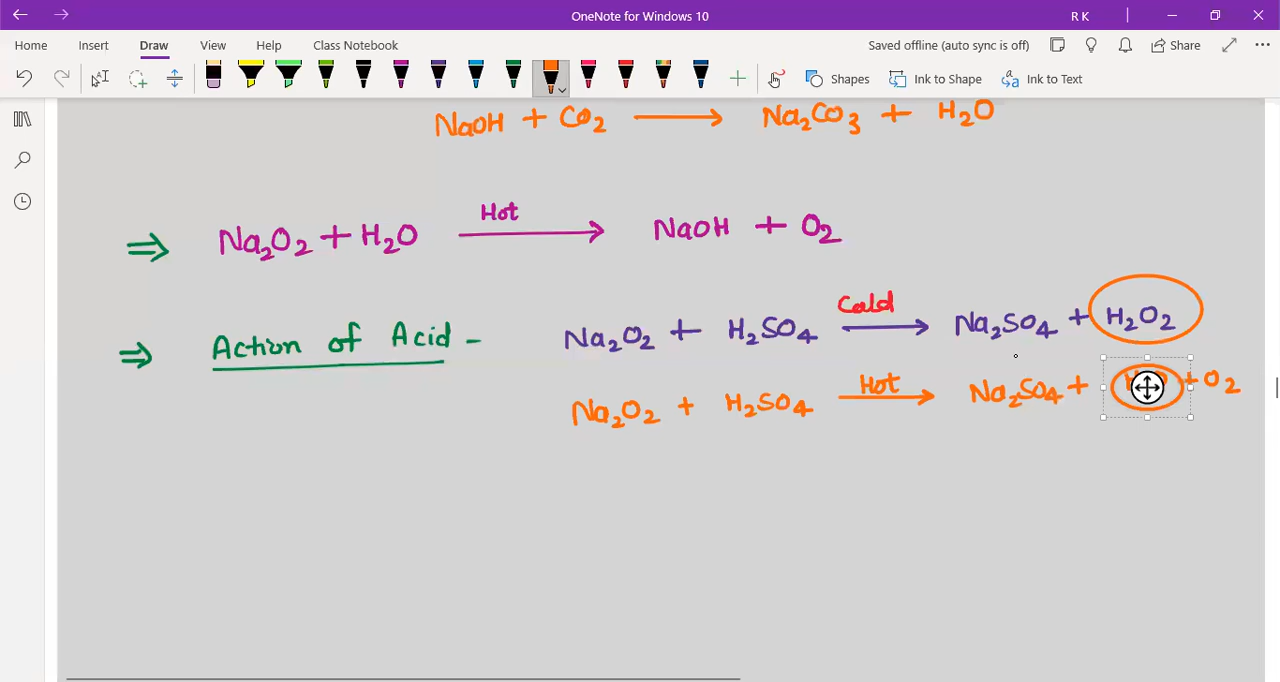 OneNote for Windows 10
R K
Home Insert Draw View Help Class Notebook
Saved offline (auto sync is off) Share
Shapes Ink to Shape Ink to Text
NaOH + CO₂ ⟶ Na₂CO₃ + H₂O
⇒ Na₂O₂ + H₂O Hot ⟶ NaOH + O₂
⇒ Action of Acid - Na₂O₂ + H₂SO₄ Cold ⟶ Na₂SO₄ + H₂O₂
Na₂O₂ + H₂SO₄ Hot ⟶ Na₂SO₄ + + O₂